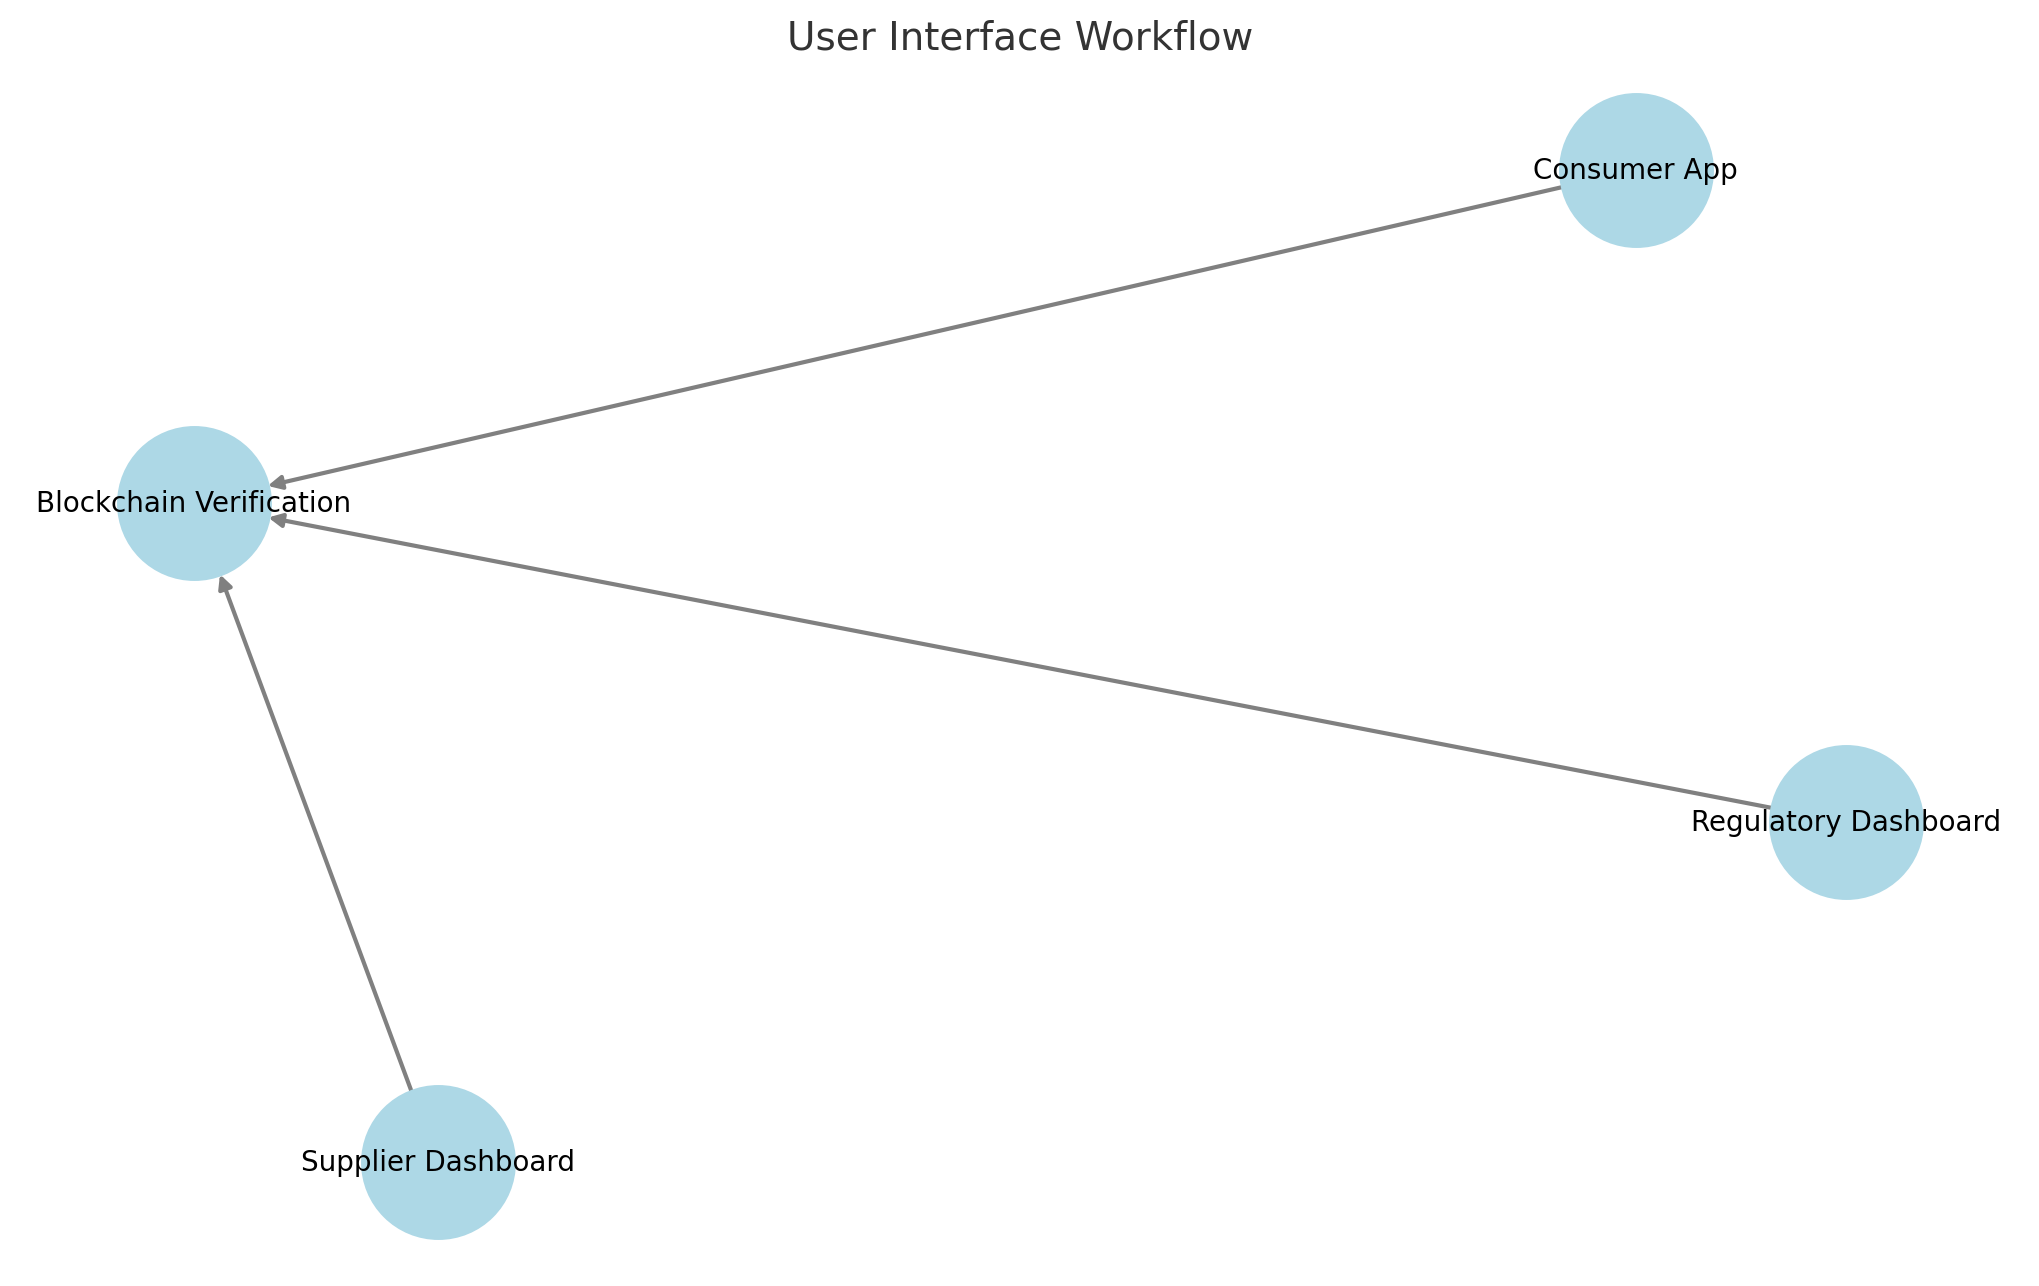 User Interface Workflow
Consumer App
Blockchain Verification
Regulatory Dashboard
Supplier Dashboard